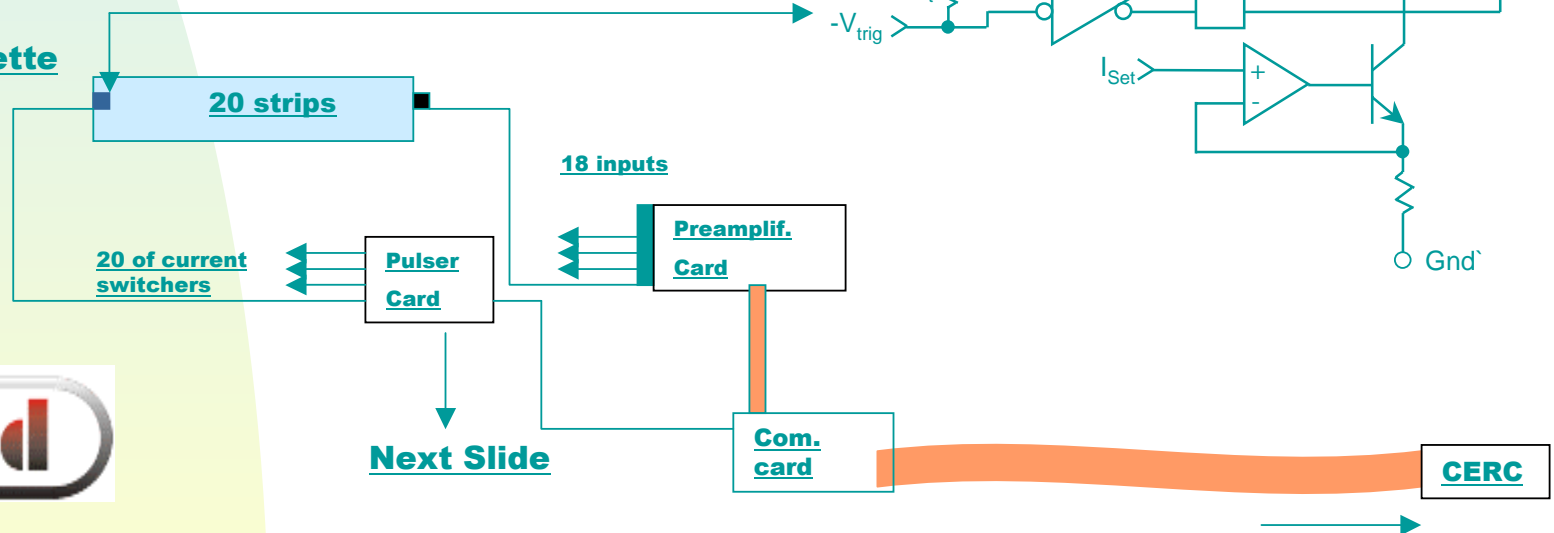 -Vtrig
ISet
+
-
20 strips
18 inputs
Preamplif.
Card
20 of current
switchers
Pulser
Card
Gnd`
Next Slide
Com.
card
CERC